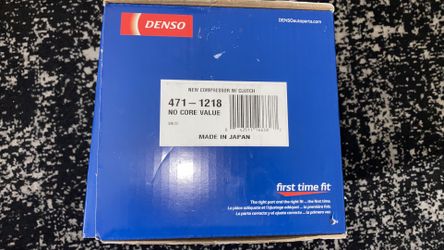 DENSO
DENSOautoparts.com
NEW COMPRESSOR W/ CLUTCH
471-1218
NO CORE VALUE
MADE IN JAPAN
first time fit
The right part and the right fit ... the first time.
La pièce adéquate et l'ajustage adéquat ... la première fois.
La parte correcta y el ajuste correcto ... la primera vez.